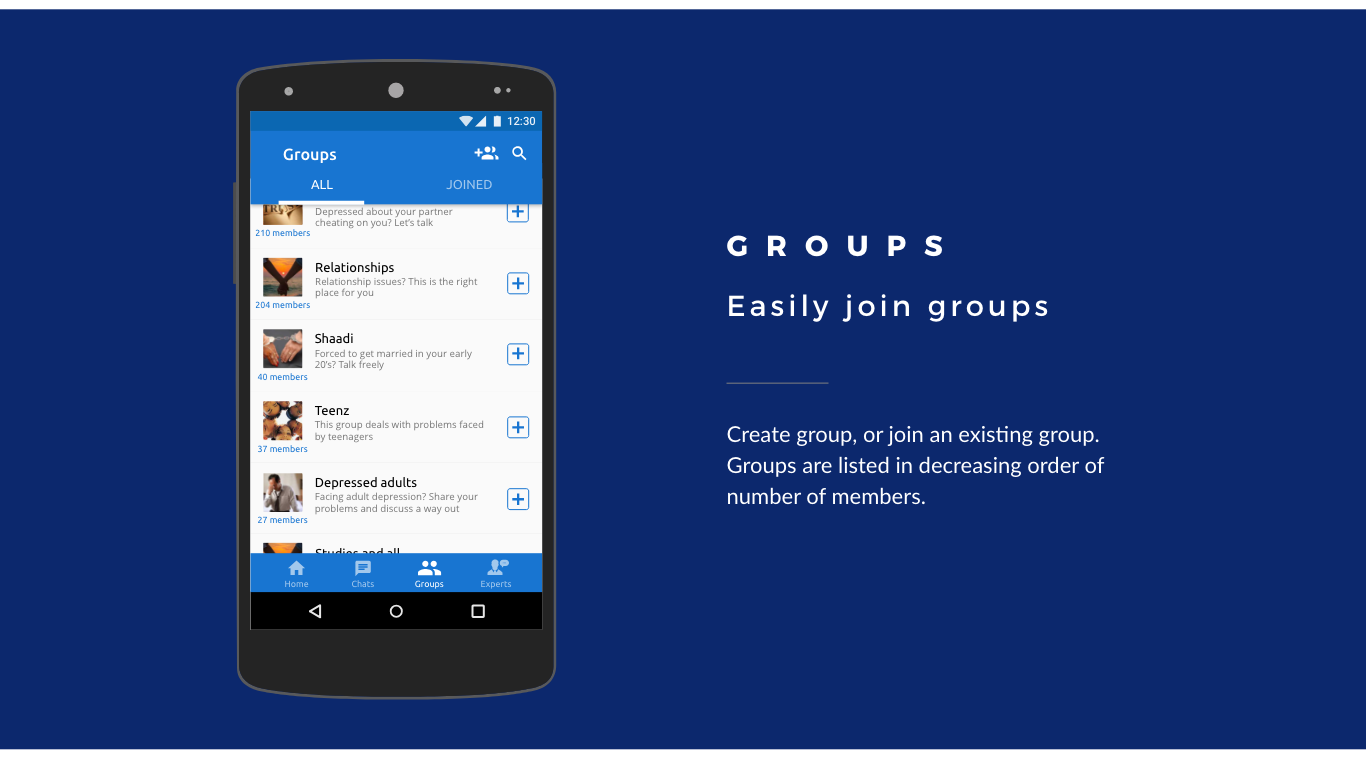 12:30
Groups
ALL
JOINED
Depressed about your partner
cheating on you? Let's talk
210 members
Relationships
Relationship issues? This is the right
place for you
204 members
Shaadi
Forced to get married in your early
20's? Talk freely
40 members
Teenz
This group deals with problems faced
by teenagers
37 members
Depressed adults
Facing adult depression? Share your
problems and discuss a way out
27 members
Studies and all
Home
Chats
Groups
Experts
GROUPS
Easily join groups
Create group, or join an existing group.
Groups are listed in decreasing order of
number of members.